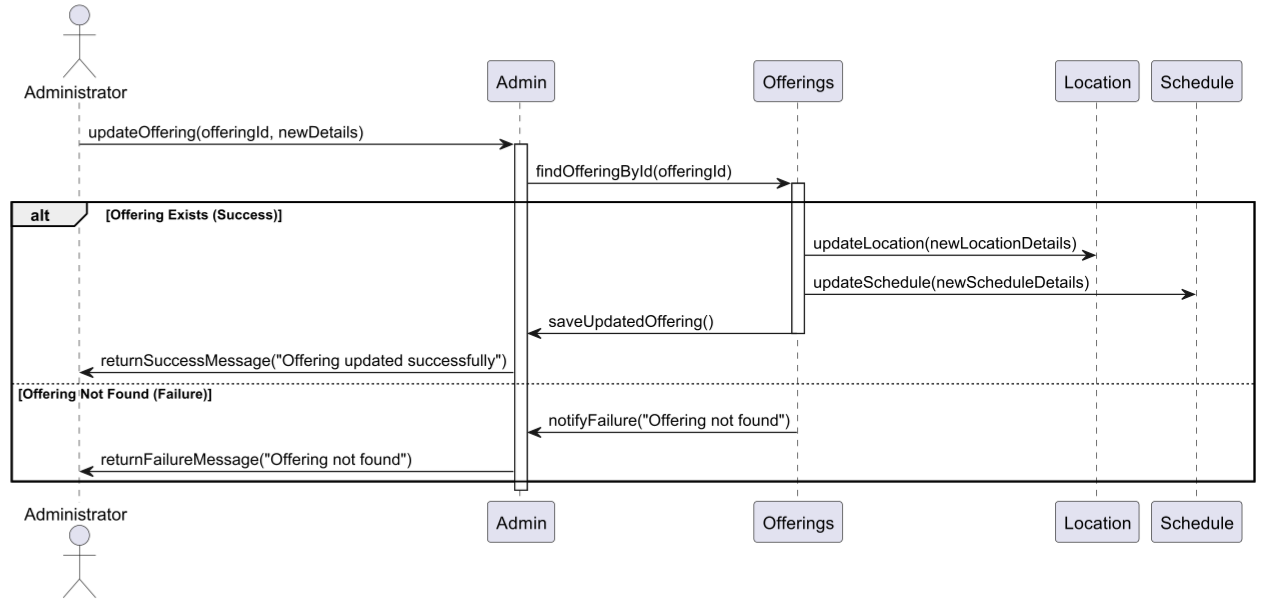 Administrator
Admin
Offerings
Location
Schedule
updateOffering(offeringId, newDetails)
findOfferingById(offeringId)
alt
[Offering Exists (Success)]
updateLocation(newLocationDetails)
updateSchedule(newScheduleDetails)
saveUpdatedOffering()
returnSuccessMessage("Offering updated successfully")
[Offering Not Found (Failure)]
notifyFailure("Offering not found")
returnFailureMessage("Offering not found")
Administrator
Admin
Offerings
Location
Schedule